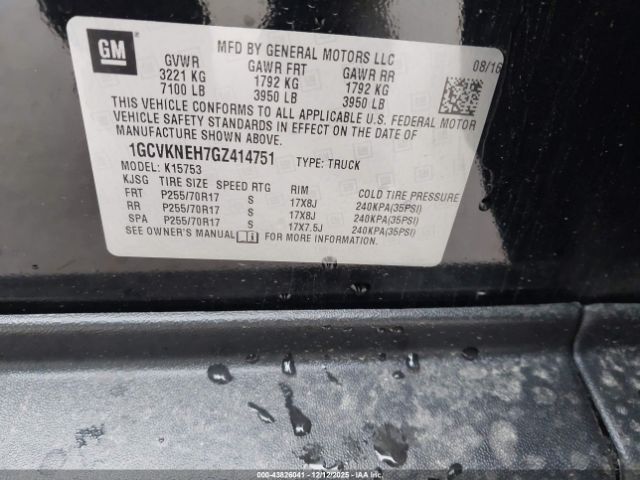 GM
MFD BY GENERAL MOTORS LLC
08/16
GVWR GAWR FRT GAWR RR
3221 KG 1792 KG 1792 KG
7100 LB 3950 LB 3950 LB
THIS VEHICLE CONFORMS TO ALL APPLICABLE U.S. FEDERAL MOTOR
VEHICLE SAFETY STANDARDS IN EFFECT ON THE DATE OF
MANUFACTURE SHOWN ABOVE.
1GCVKNEH7GZ414751 TYPE: TRUCK
MODEL: K15753
KJSG TIRE SIZE SPEED RTG RIM COLD TIRE PRESSURE
FRT P255/70R17 S 17X8J 240KPA(35PSI)
RR P255/70R17 S 17X8J 240KPA(35PSI)
SPA P255/70R17 S 17X7.5J 240KPA(35PSI)
SEE OWNER'S MANUAL FOR MORE INFORMATION.
000-43826041 - 12/12/2025 - IAAI.com